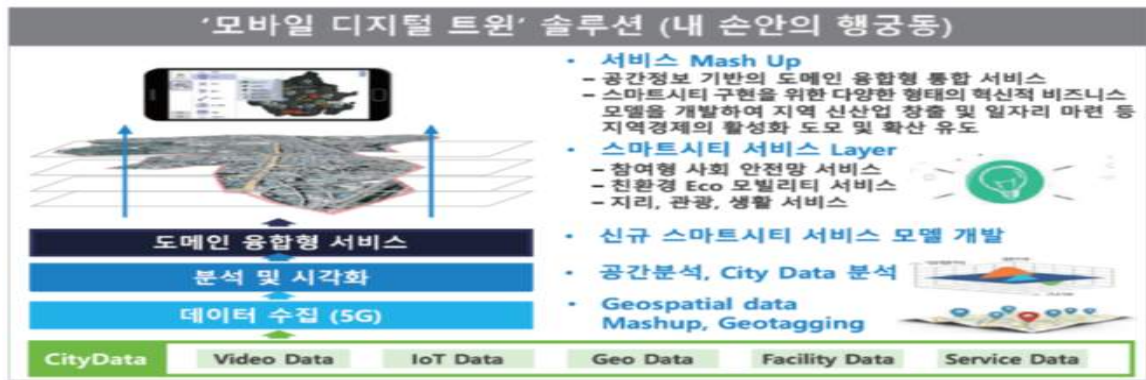 ‘모바일 디지털 트윈’ 솔루션 (내 손안의 행궁동)
• 서비스 Mash Up
– 공간정보 기반의 도메인 융합형 통합 서비스
– 스마트시티 구현을 위한 다양한 형태의 혁신적 비즈니스
모델을 개발하여 지역 신산업 창출 및 일자리 마련 등
지역경제의 활성화 도모 및 확산 유도
• 스마트시티 서비스 Layer
– 참여형 사회 안전망 서비스
– 친환경 Eco 모빌리티 서비스
– 지리, 관광, 생활 서비스
도메인 융합형 서비스
• 신규 스마트시티 서비스 모델 개발
분석 및 시각화
• 공간분석, City Data 분석
데이터 수집 (5G)
• Geospatial data
Mashup, Geotagging
CityData
Video Data
IoT Data
Geo Data
Facility Data
Service Data